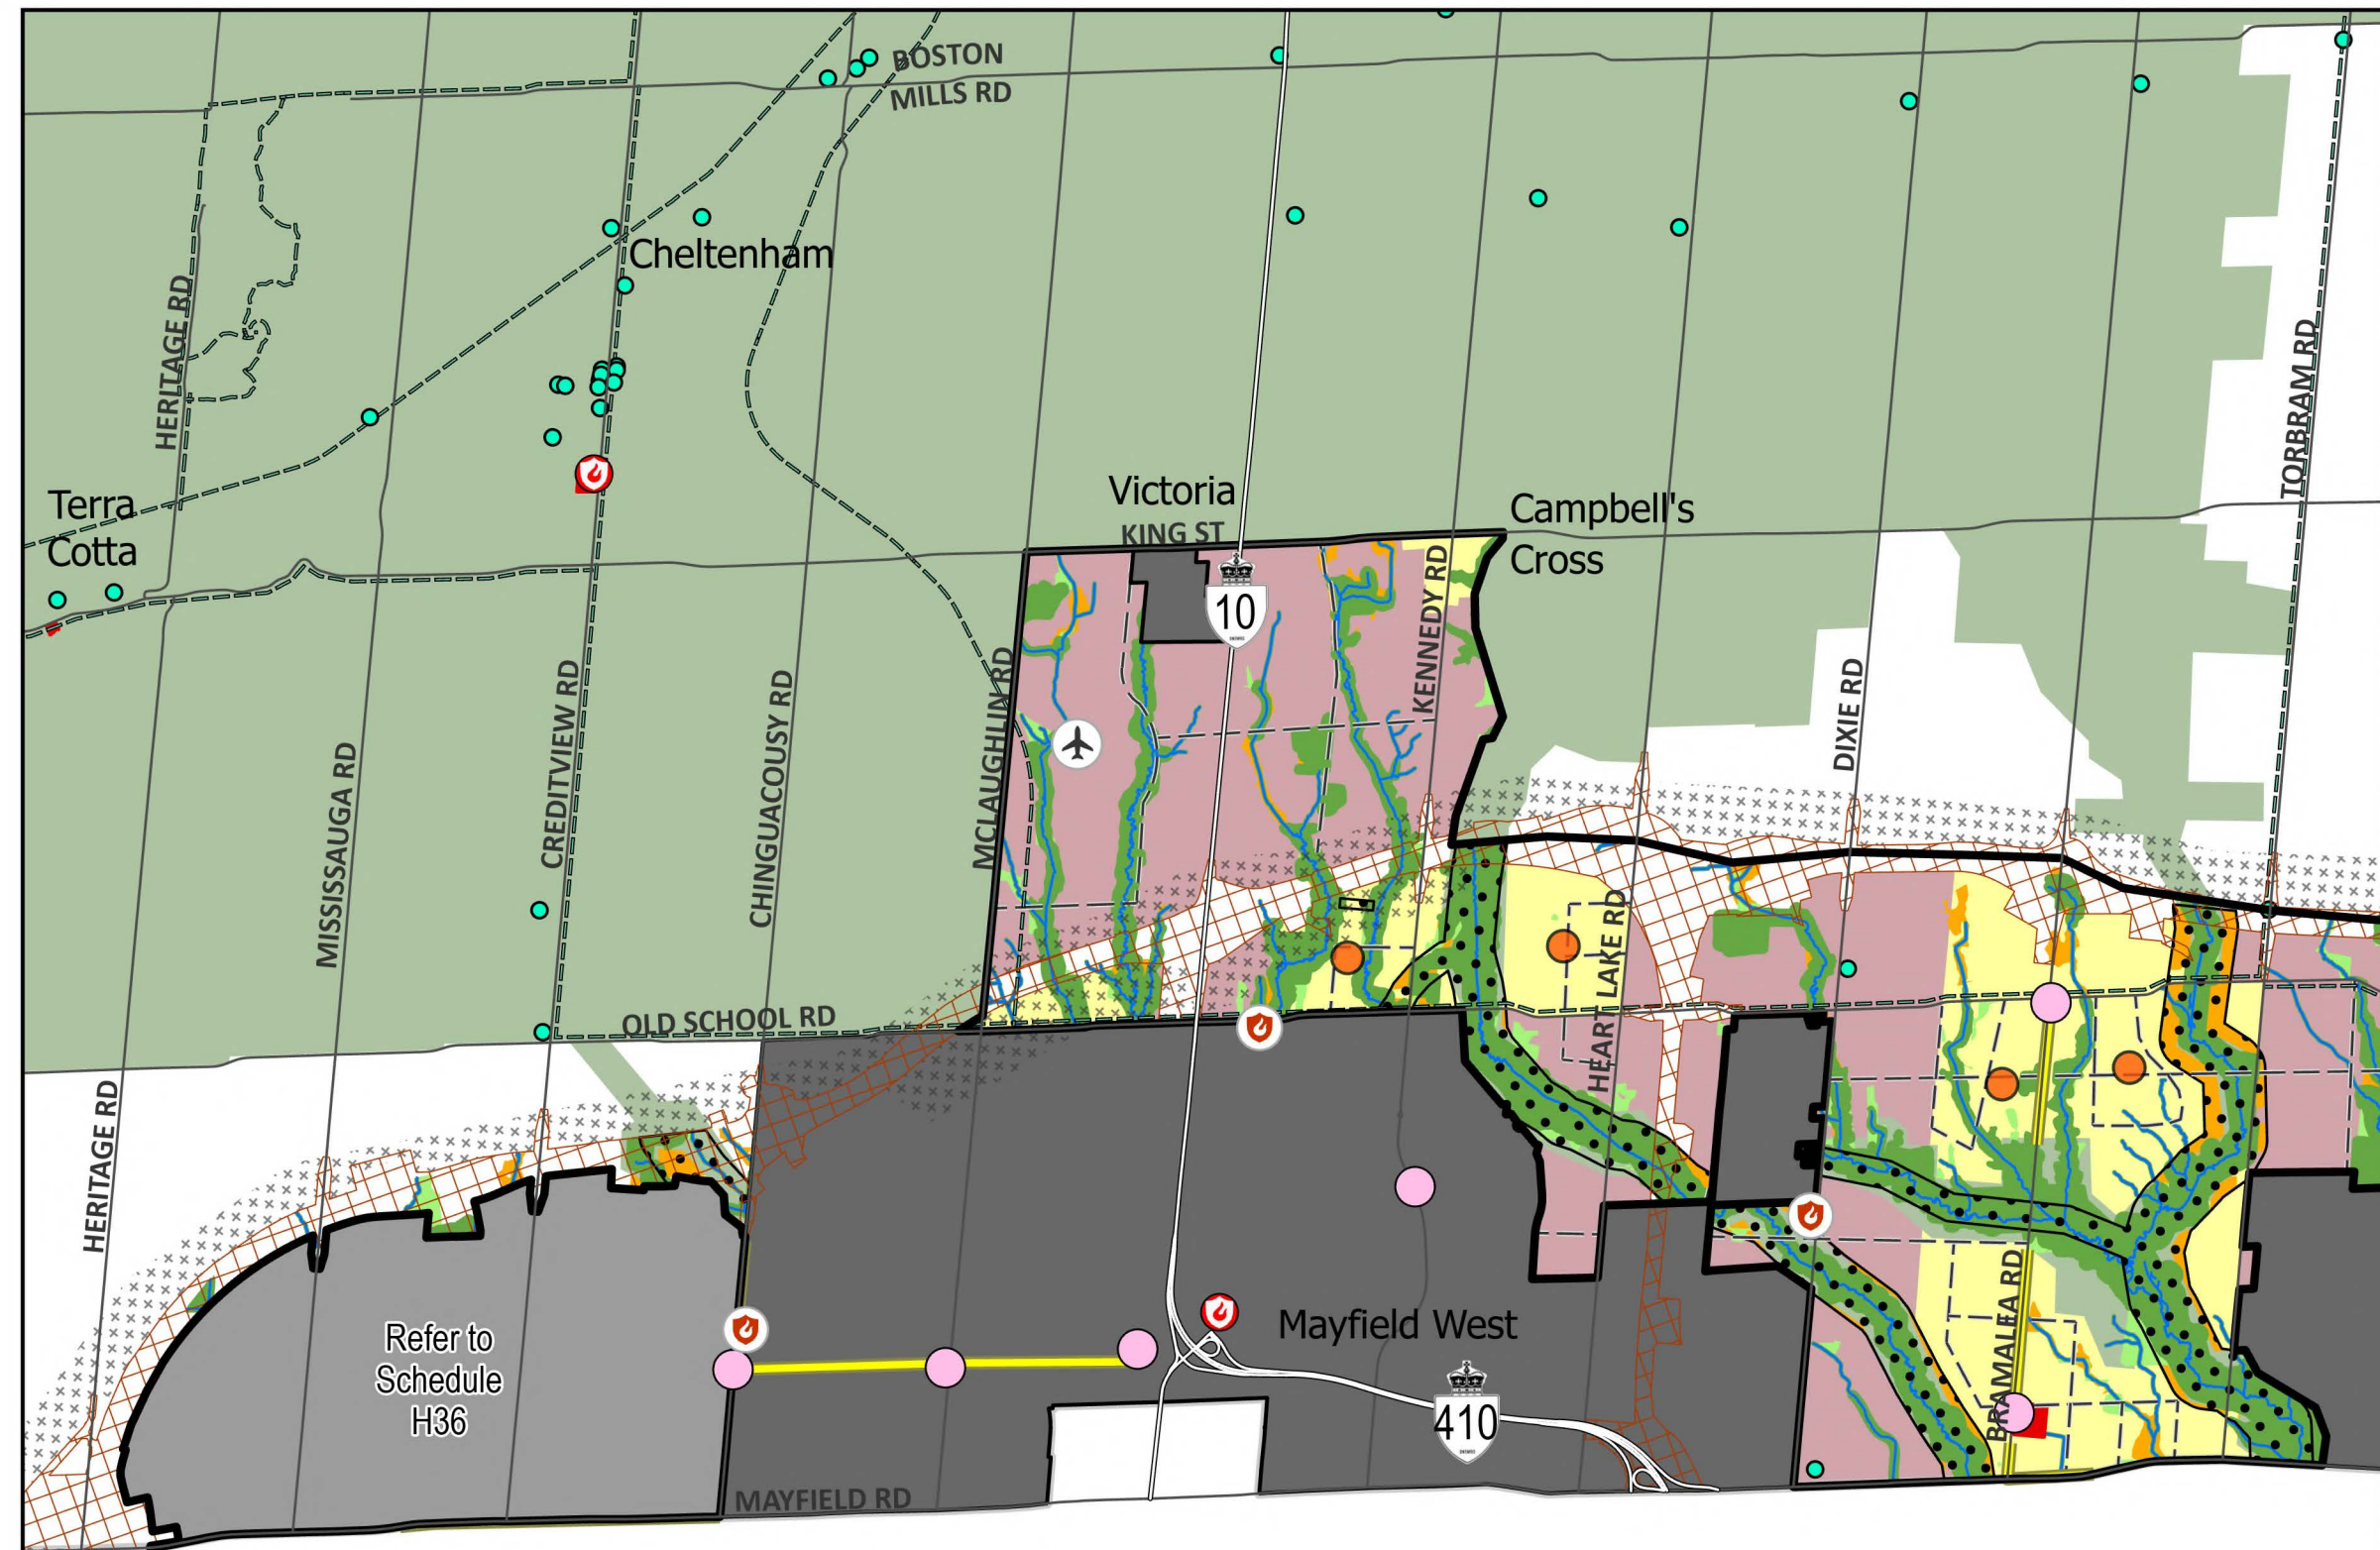 BOSTON
MILLS RD
Cheltenham
HERITAGE RD
TORBRAM RD
Terra
Cotta
Victoria
KING ST
Campbell's
Cross
10
KENNEDY RD
MCLAUGHLIN RD
CREDITVIEW RD
CHINGUACOUSY RD
MISSISSAUGA RD
DIXIE RD
HEART LAKE RD
OLD SCHOOL RD
HERITAGE RD
Refer to
Schedule
H36
Mayfield West
410
BRAMALEA RD
MAYFIELD RD